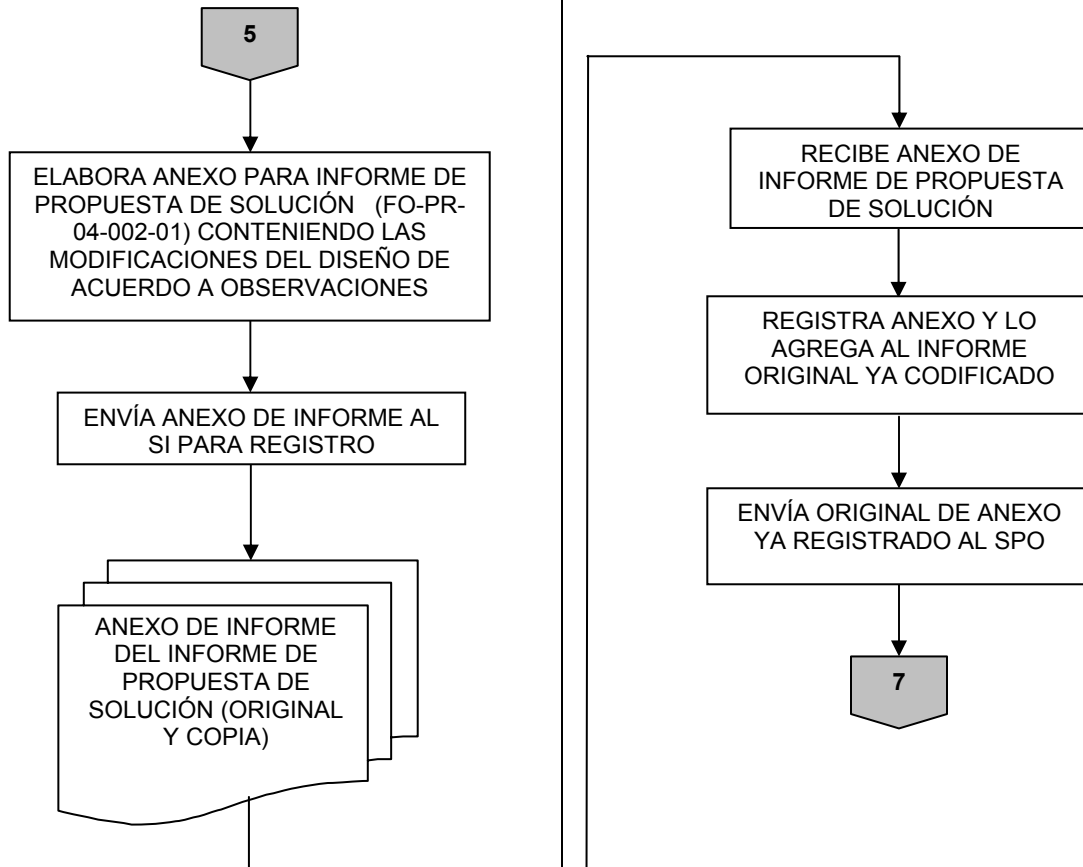 5
ELABORA ANEXO PARA INFORME DE
PROPUESTA DE SOLUCIÓN (FO-PR-
04-002-01) CONTENIENDO LAS
MODIFICACIONES DEL DISEÑO DE
ACUERDO A OBSERVACIONES
ENVÍA ANEXO DE INFORME AL
SI PARA REGISTRO
ANEXO DE INFORME
DEL INFORME DE
PROPUESTA DE
SOLUCIÓN (ORIGINAL
Y COPIA)
RECIBE ANEXO DE
INFORME DE PROPUESTA
DE SOLUCIÓN
REGISTRA ANEXO Y LO
AGREGA AL INFORME
ORIGINAL YA CODIFICADO
ENVÍA ORIGINAL DE ANEXO
YA REGISTRADO AL SPO
7